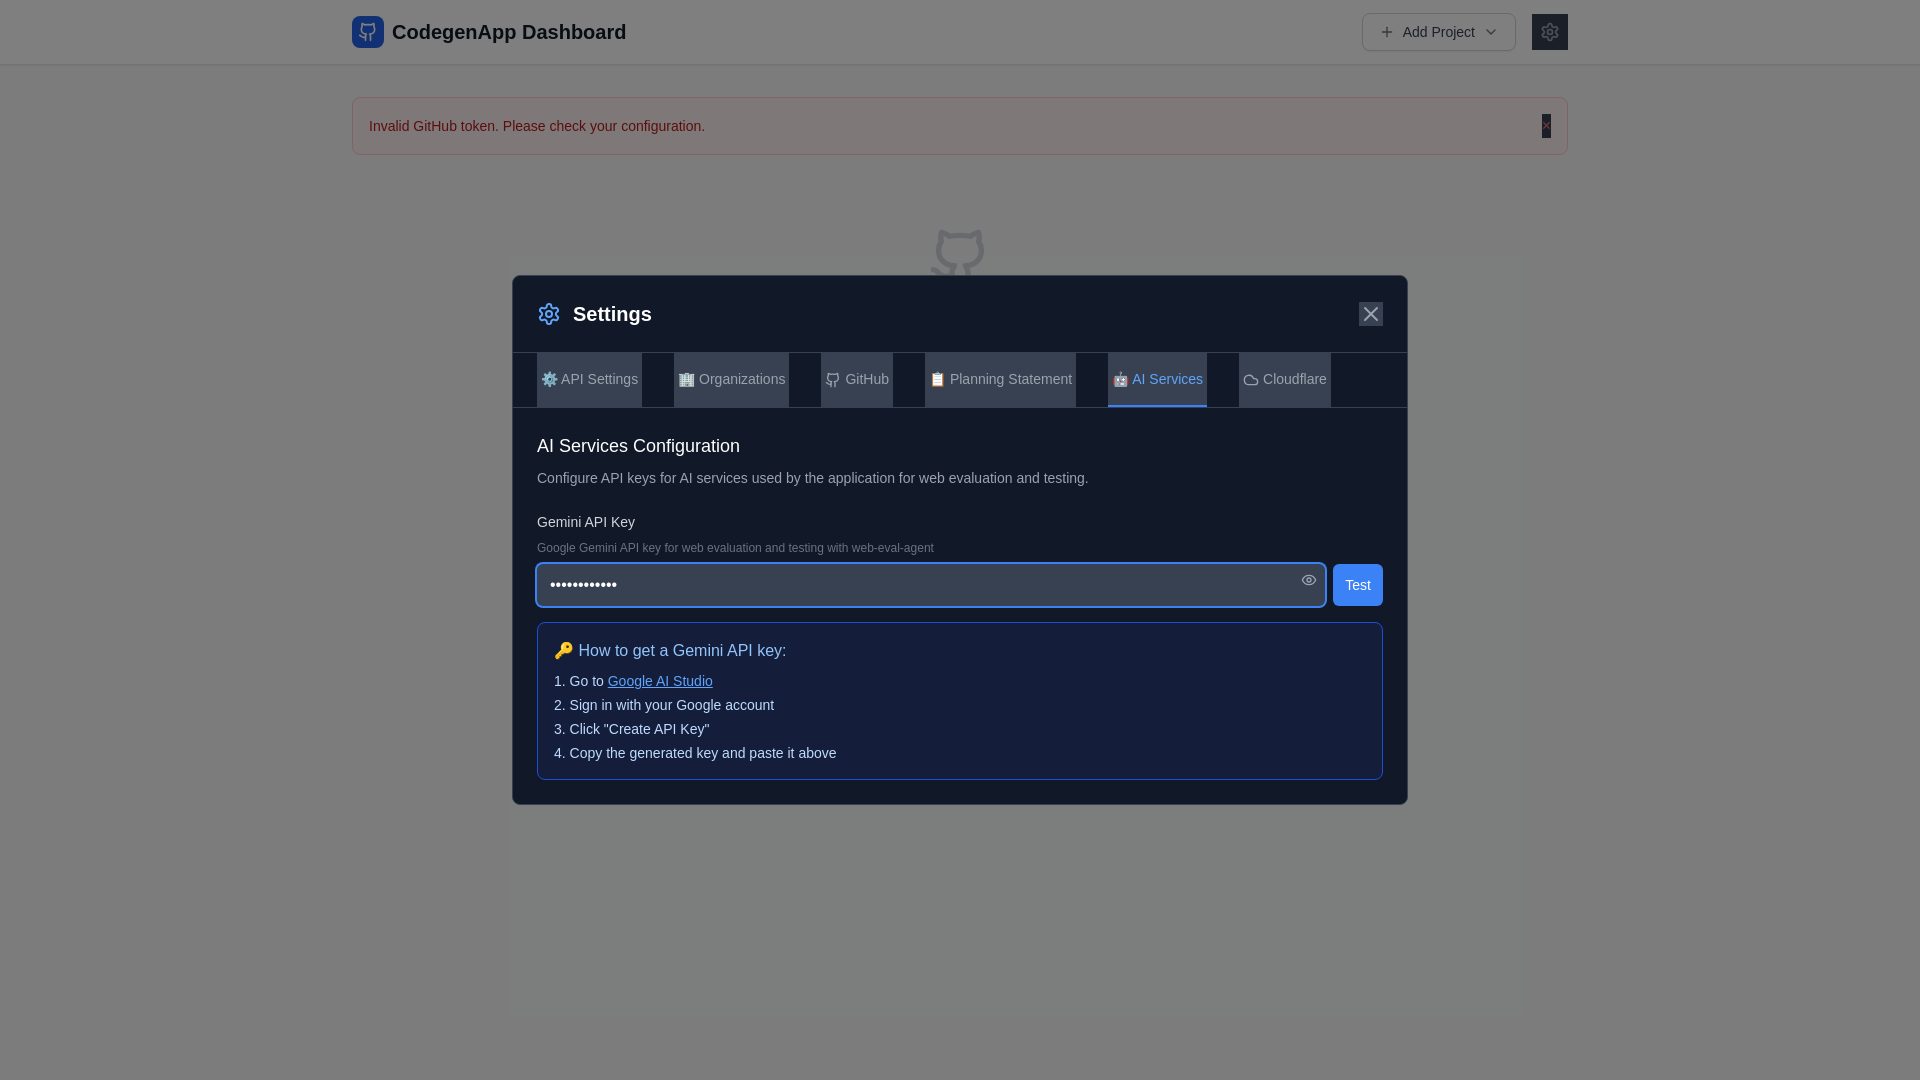 CodegenApp Dashboard
Add Project
Invalid GitHub token. Please check your configuration.
×
Settings
⚙️ API Settings
🏢 Organizations
GitHub
📋 Planning Statement
🤖 AI Services
Cloudflare
AI Services Configuration
Configure API keys for AI services used by the application for web evaluation and testing.
Gemini API Key
Google Gemini API key for web evaluation and testing with web-eval-agent
••••••••••••
Test
🔑 How to get a Gemini API key:
1. Go to Google AI Studio
2. Sign in with your Google account
3. Click "Create API Key"
4. Copy the generated key and paste it above